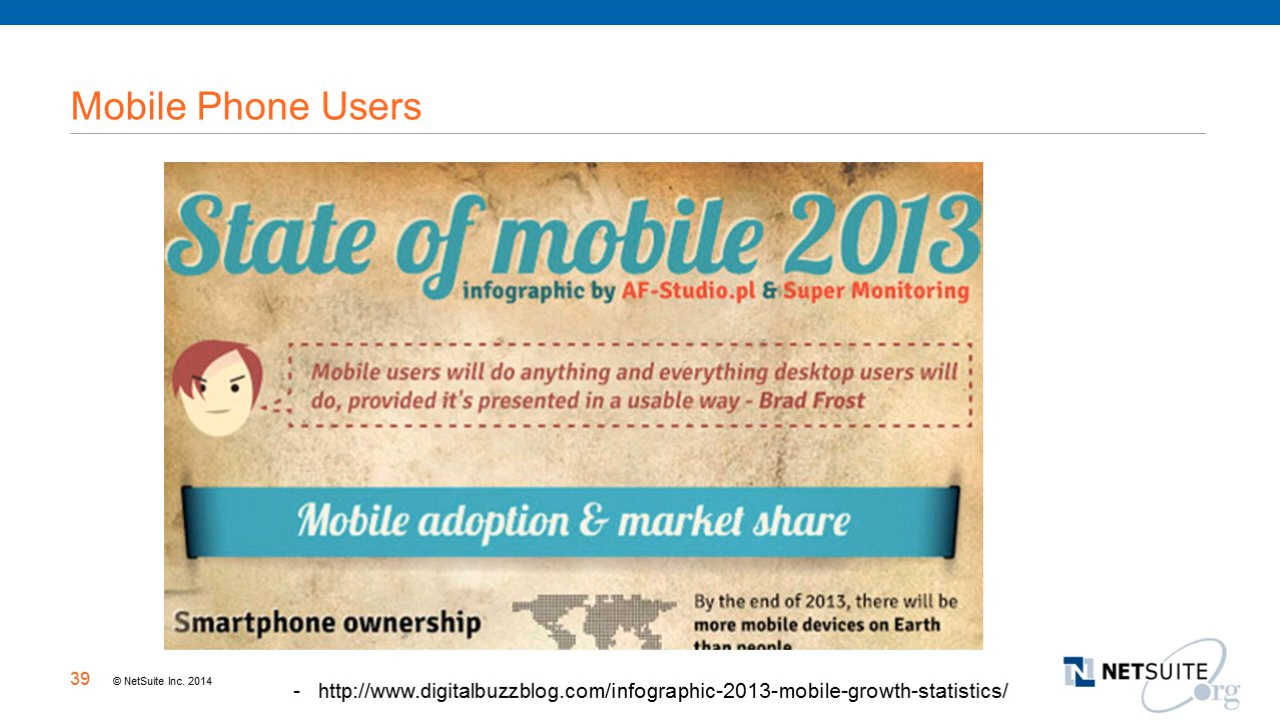 Mobile Phone Users
State of mobile 2013
infographic by AF-Studio.pl & Super Monitoring
Mobile users will do anything and everything desktop users will
do, provided it's presented in a usable way - Brad Frost
Mobile adoption & market share
Smartphone ownership
By the end of 2013, there will be
more mobile devices on Earth
than people
39
© NetSuite Inc. 2014
- http://www.digitalbuzzblog.com/infographic-2013-mobile-growth-statistics/
N NETSUITE.org